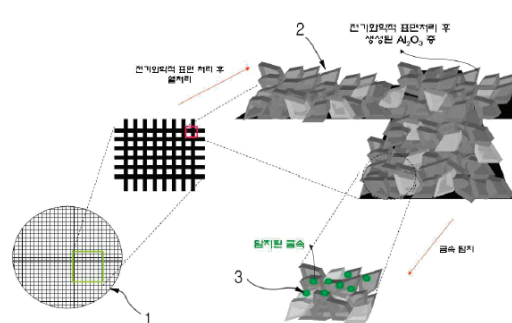 2
전기화학적 표면처리 후
생성된 Al₂O₃ 층
전기화학적 표면 처리 후
열처리
담지된 금속
금속 담지
3
1